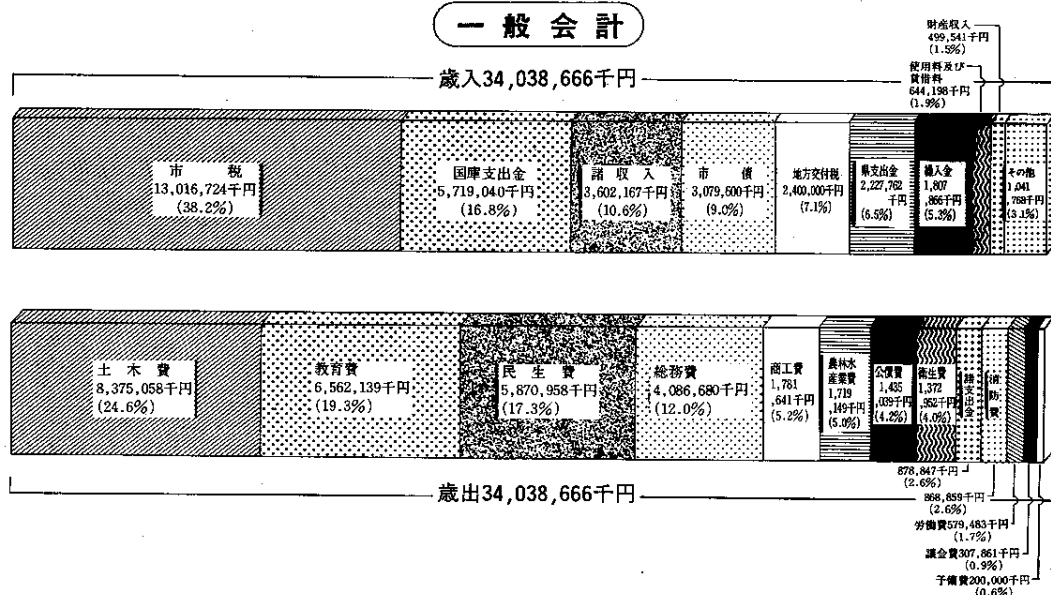 一般会計
財産収入
499,541千円
(1.5%)
使用料及び
賃借料
644,198千円
(1.9%)
歳入34,038,666千円
市税
13,016,724千円
(38.2%)
国庫支出金
5,719,040千円
(16.8%)
諸収入
3,602,167千円
(10.6%)
市債
3,079,600千円
(9.0%)
地方交付税
2,400,000千円
(7.1%)
県支出金
2,227,762
千円
(6.5%)
繰入金
1,807
,866千円
(5.3%)
その他
1,041
,768千円
(3.1%)
土木費
8,375,058千円
(24.6%)
教育費
6,562,139千円
(19.3%)
民生費
5,870,958千円
(17.3%)
総務費
4,086,680千円
(12.0%)
商工費
1,781
,641千円
(5.2%)
農林水
産業費
1,719
,149千円
(5.0%)
公債費
1,435
,039千円
(4.2%)
衛生費
1,372
,952千円
(4.0%)
諸支出金
消防費
878,847千円
(2.6%)
868,859千円
(2.6%)
労働費579,483千円
(1.7%)
議会費307,861千円
(0.9%)
予備費200,000千円
(0.6%)
歳出34,038,666千円